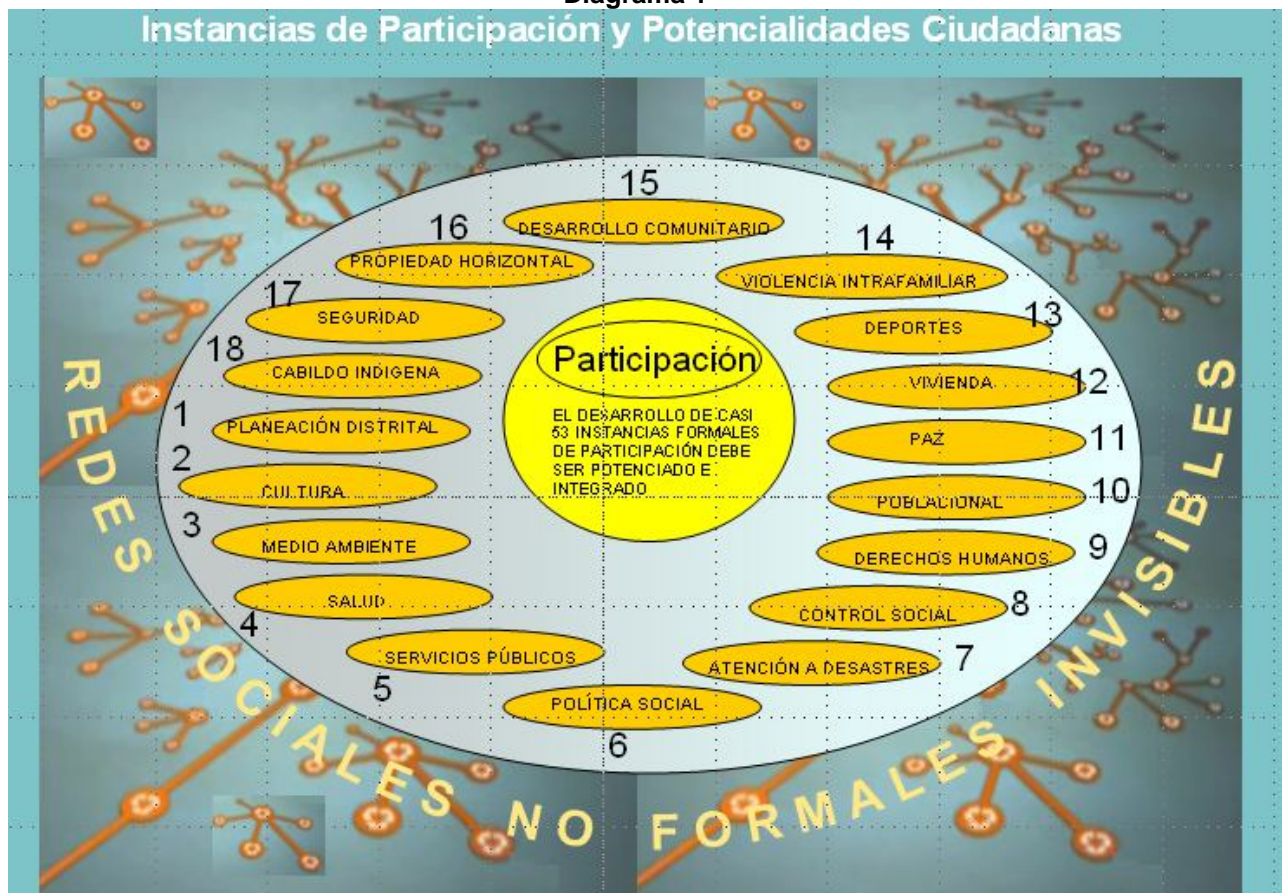 Diagrama 1
Instancias de Participación y Potencialidades Ciudadanas
15
DESARROLLO COMUNITARIO
16
PROPIEDAD HORIZONTAL
14
VIOLENCIA INTRAFAMILIAR
17
SEGURIDAD
13
DEPORTES
18
CABILDO INDIGENA
12
VIVIENDA
1
PLANEACIÓN DISTRITAL
11
PAZ
2
CULTURA
10
POBLACIONAL
3
MEDIO AMBIENTE
9
DERECHOS HUMANOS
4
SALUD
8
CONTROL SOCIAL
5
SERVICIOS PÚBLICOS
7
ATENCIÓN A DESASTRES
6
POLÍTICA SOCIAL
Participación
EL DESARROLLO DE CASI
53 INSTANCIAS FORMALES
DE PARTICIPACIÓN DEBE
SER POTENCIADO E
INTEGRADO
REDES SOCIALES NO FORMALES INVISIBLES